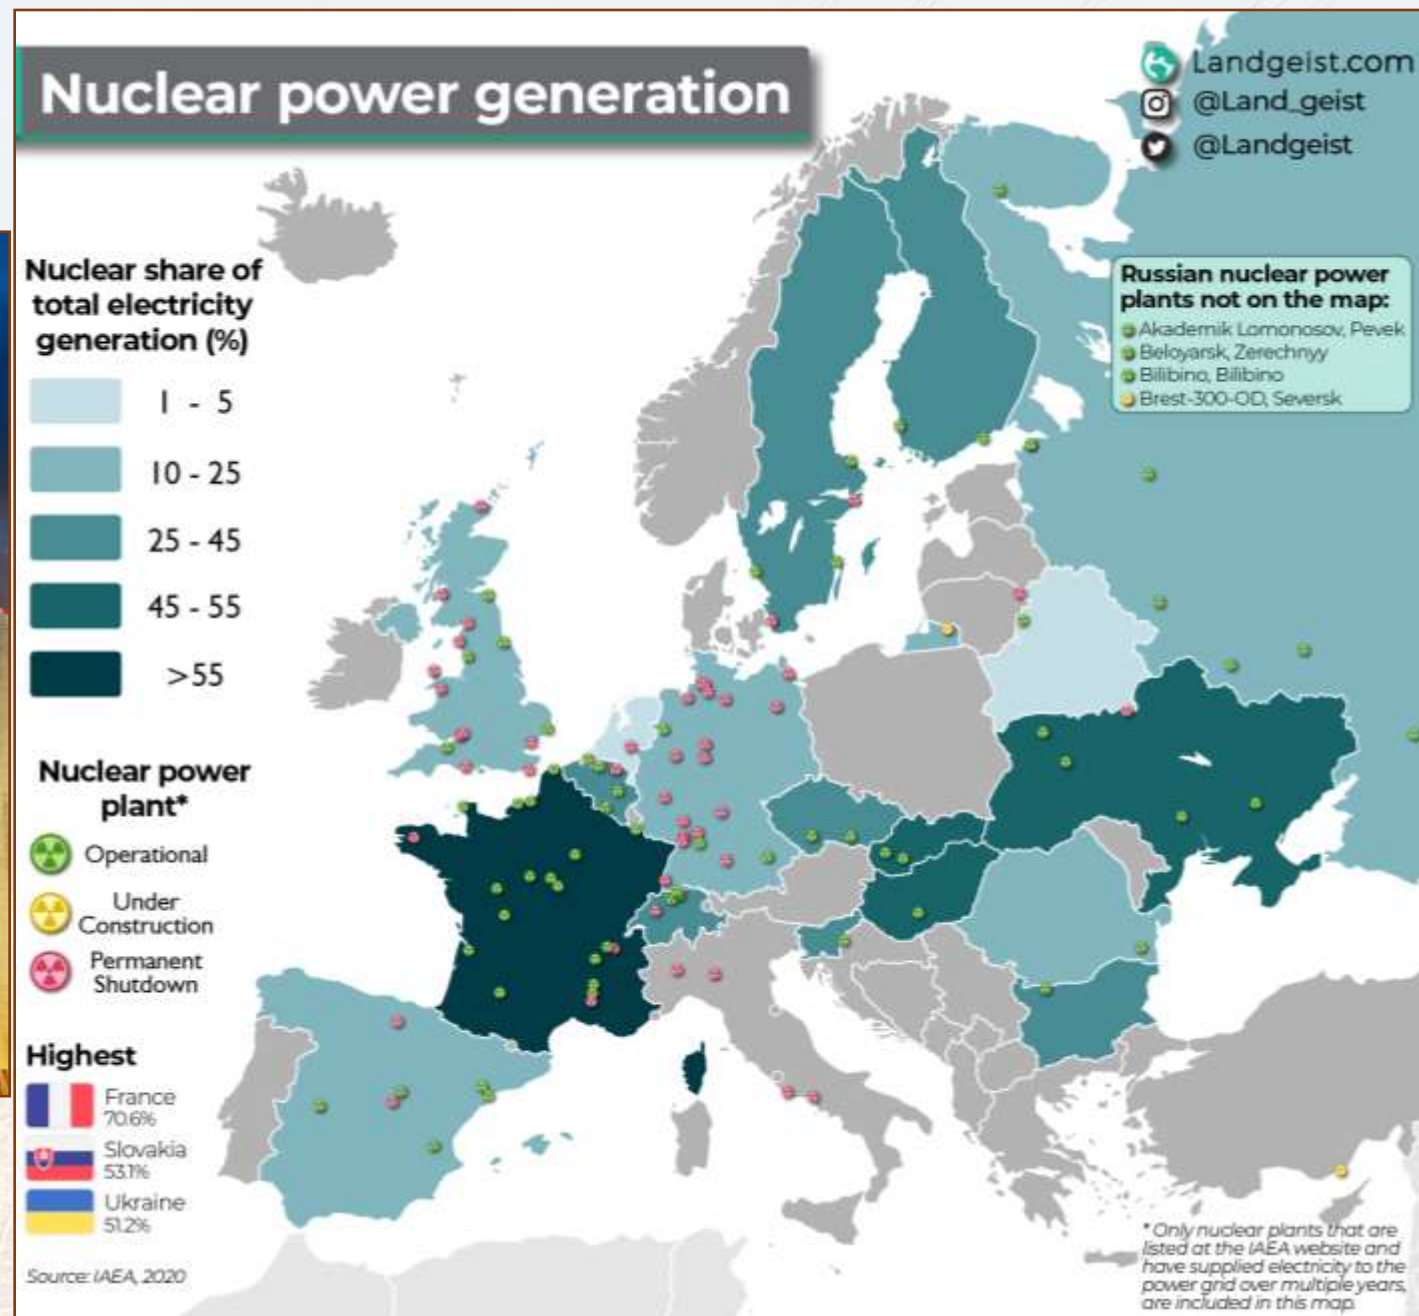 Nuclear power generation
Landgeist.com
@Land_geist
@Landgeist
Nuclear share of
total electricity
generation (%)
1 - 5
10 - 25
25 - 45
45 - 55
>55
Russian nuclear power
plants not on the map:
Akademik Lomonosov, Pevek
Beloyarsk, Zerechnyy
Bilibino, Bilibino
Brest-300-OD, Seversk
Nuclear power
plant*
Operational
Under
Construction
Permanent
Shutdown
Highest
France
70.6%
Slovakia
53.1%
Ukraine
51.2%
Source: IAEA, 2020
* Only nuclear plants that are
listed at the IAEA website and
have supplied electricity to the
power grid over multiple years,
are included in this map.